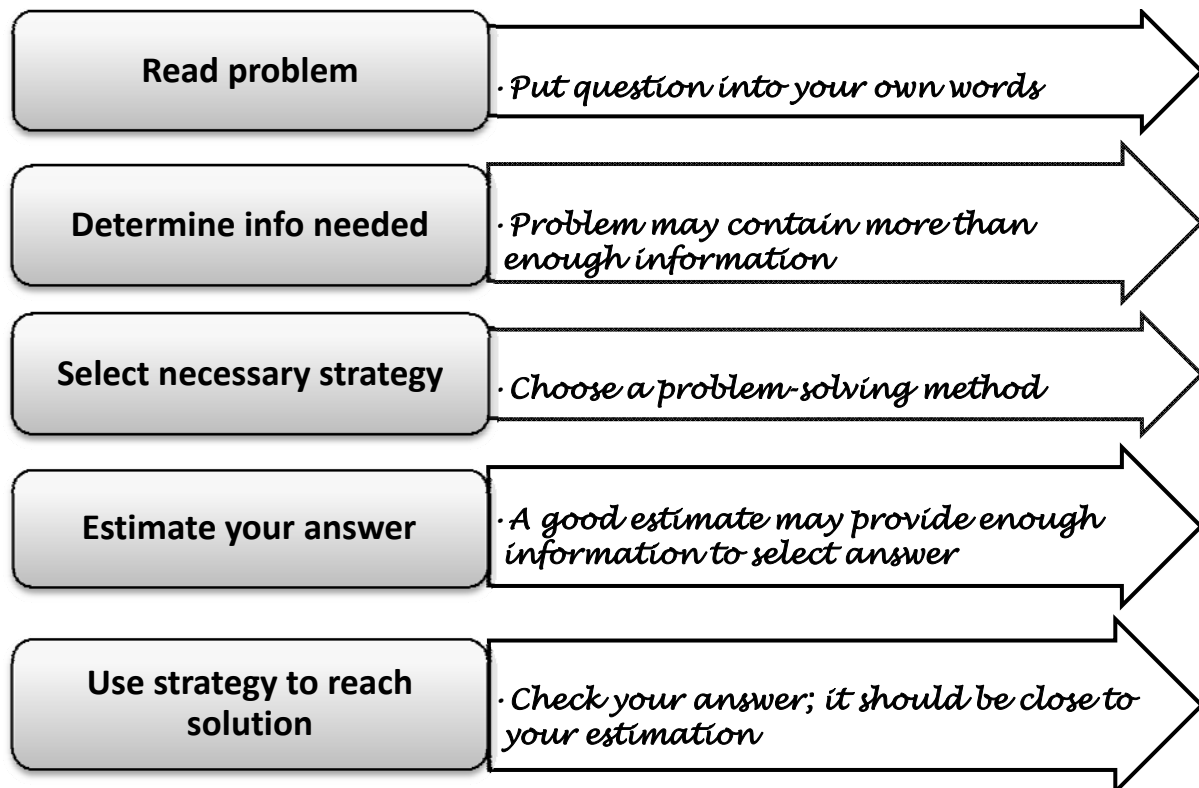 Read problem
· Put question into your own words
Determine info needed
· Problem may contain more than
enough information
Select necessary strategy
· Choose a problem-solving method
Estimate your answer
· A good estimate may provide enough
information to select answer
Use strategy to reach
solution
· Check your answer; it should be close to
your estimation